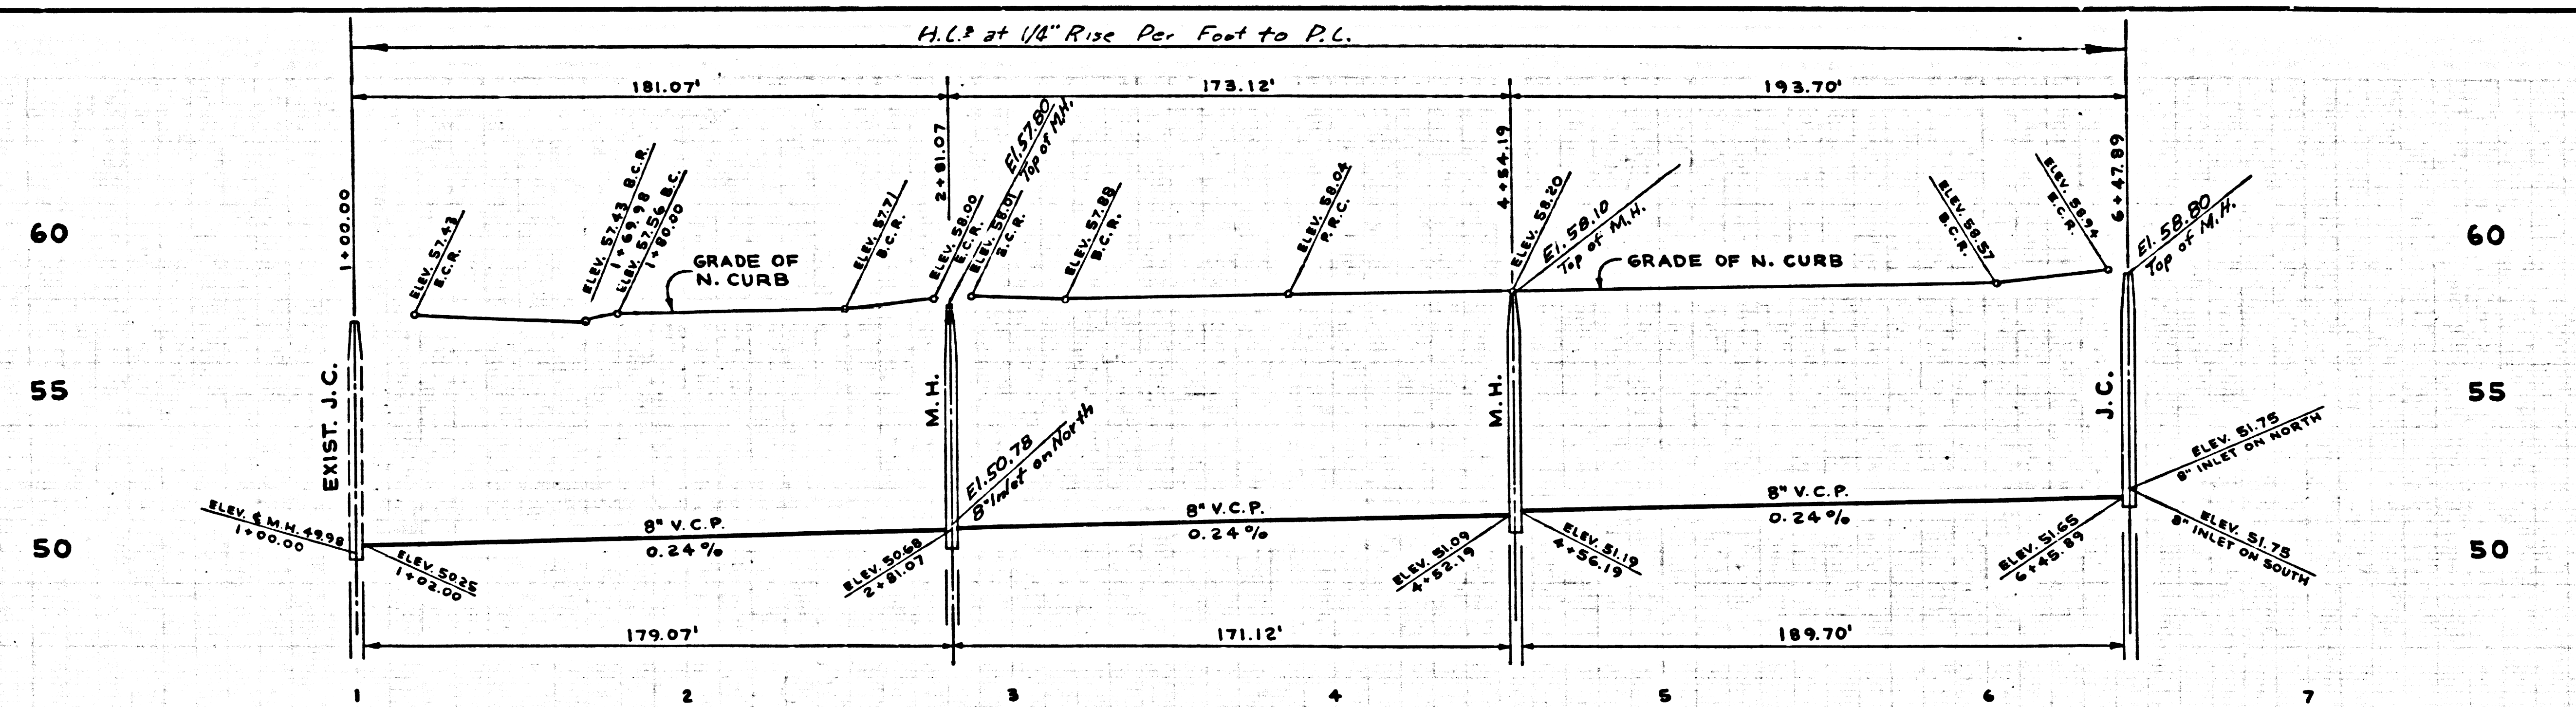 H.C.s at 1/4" Rise Per Foot to P.L.
181.07'
173.12'
193.70'
1+00.00
2+81.07
4+54.19
6+47.89
60
60
ELEV. 57.43
E.C.R.
ELEV. 57.43 B.C.R.
1+69.98
ELEV. 57.56 B.C.
1+80.00
GRADE OF
N. CURB
ELEV. 57.71
B.C.R.
ELEV. 58.00
E.C.R.
El. 57.80
Top of M.H.
ELEV. 58.01
B.C.R.
ELEV. 57.88
B.C.R.
ELEV. 58.04
P.R.C.
ELEV. 58.20
El. 58.10
Top of M.H.
GRADE OF N. CURB
ELEV. 58.57
B.C.R.
ELEV. 58.94
E.C.R.
El. 58.80
Top of M.H.
55
55
EXIST. J.C.
M.H.
M.H.
J.C.
El. 50.78
8" Inlet on North
ELEV. 51.75
8" INLET ON NORTH
ELEV. 51.75
8" INLET ON SOUTH
50
50
ELEV. ₵ M.H. 49.98
1+00.00
ELEV. 50.25
1+02.00
8" V.C.P.
0.24%
ELEV. 50.68
2+81.07
8" V.C.P.
0.24%
ELEV. 51.09
4+52.19
ELEV. 51.19
4+56.19
8" V.C.P.
0.24%
ELEV. 51.65
6+45.89
179.07'
171.12'
189.70'
1
2
3
4
5
6
7